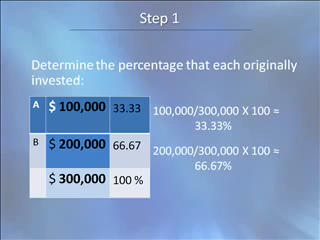 Step 1
Determine the percentage that each originally
invested:
A $ 100,000 33.33
B $ 200,000 66.67
$ 300,000 100 %
100,000/300,000 X 100 ≈
33.33%
200,000/300,000 X 100 ≈
66.67%